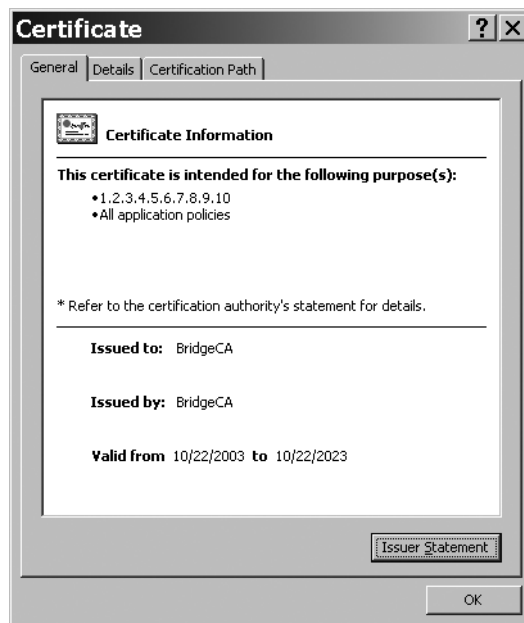 Certificate
? X
General Details Certification Path
Certificate Information
This certificate is intended for the following purpose(s):
•1.2.3.4.5.6.7.8.9.10
•All application policies
* Refer to the certification authority's statement for details.
Issued to: BridgeCA
Issued by: BridgeCA
Valid from 10/22/2003 to 10/22/2023
Issuer Statement
OK